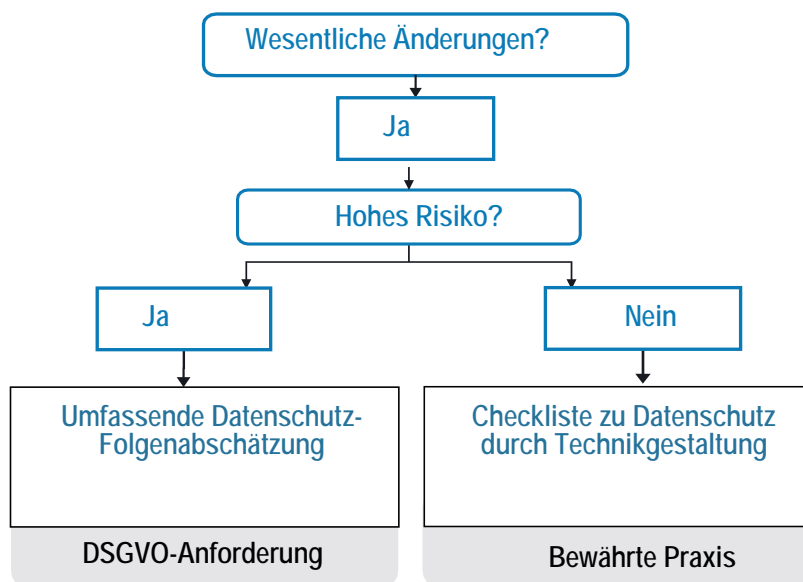 Wesentliche Änderungen?
Ja
Hohes Risiko?
Ja
Nein
Umfassende Datenschutz-
Folgenabschätzung
Checkliste zu Datenschutz
durch Technikgestaltung
DSGVO-Anforderung
Bewährte Praxis